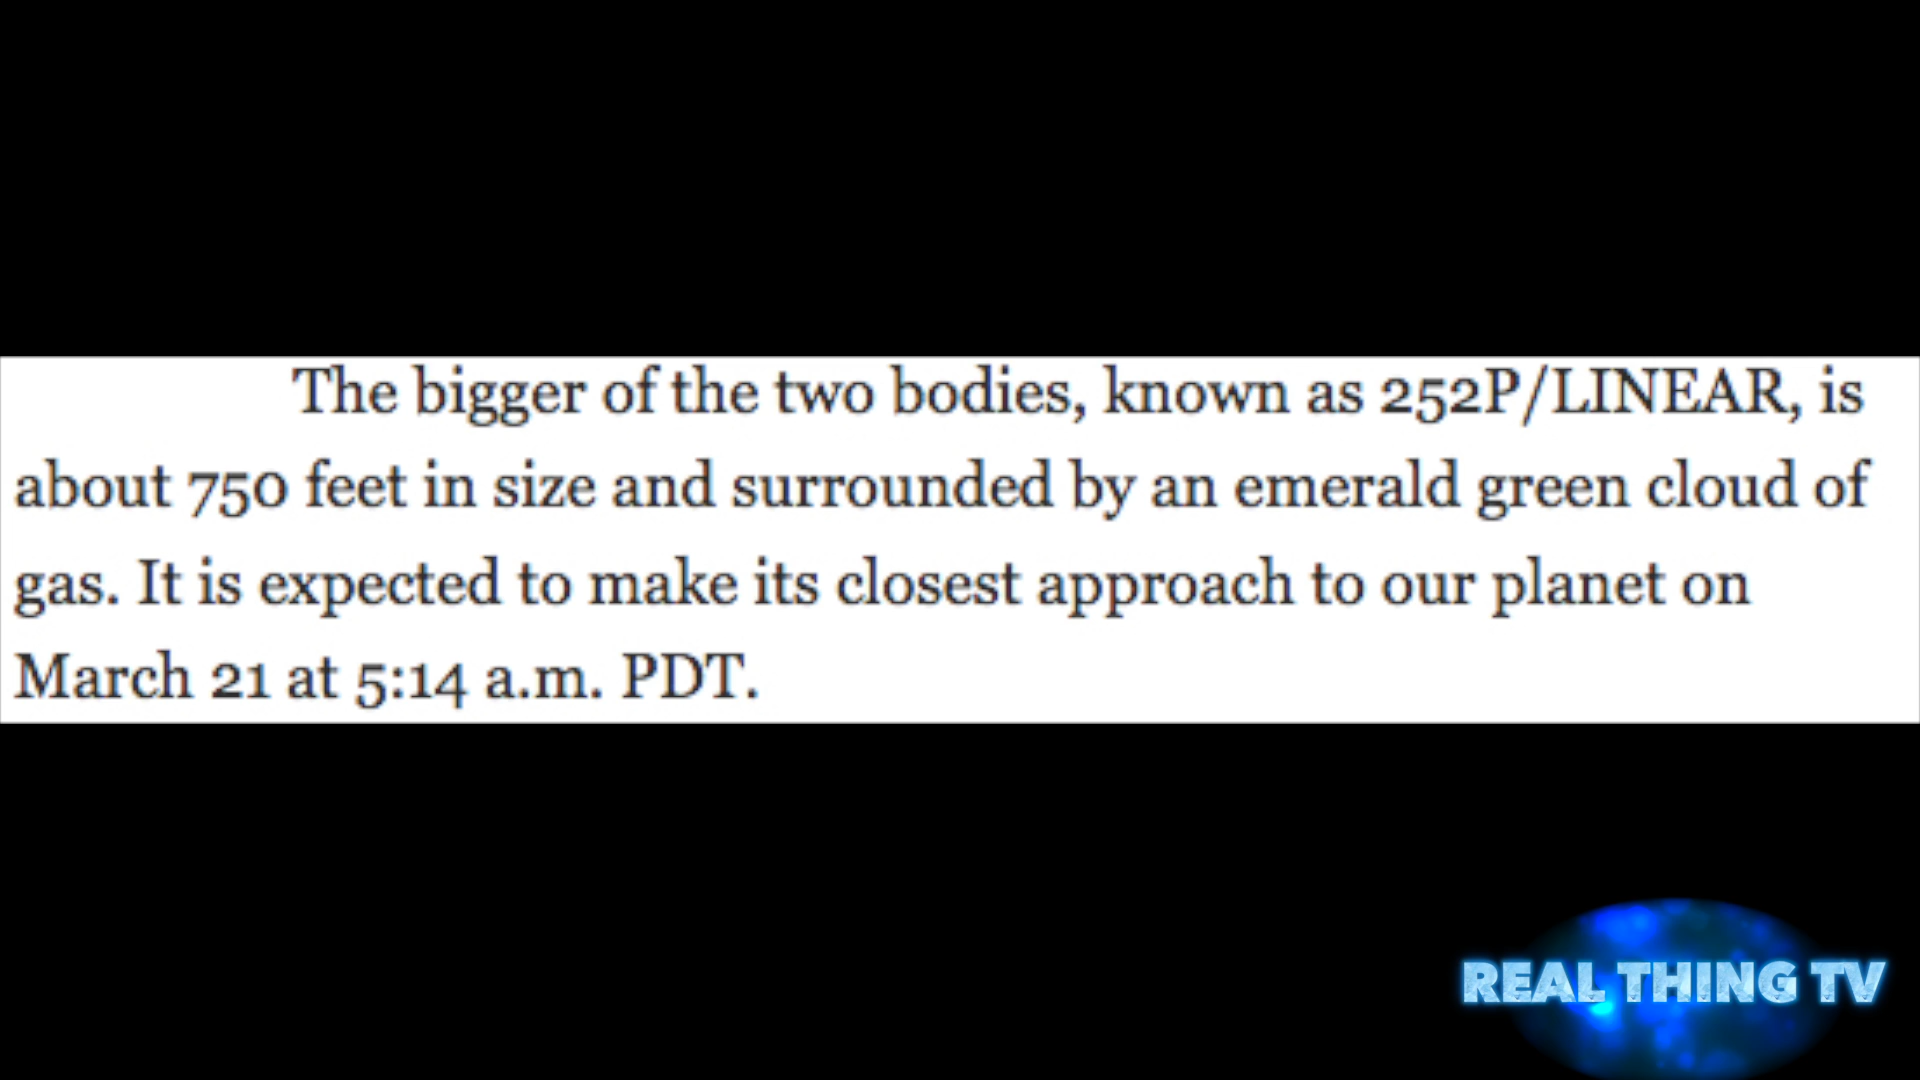 The bigger of the two bodies, known as 252P/LINEAR, is
about 750 feet in size and surrounded by an emerald green cloud of
gas. It is expected to make its closest approach to our planet on
March 21 at 5:14 a.m. PDT.
REAL THING TV